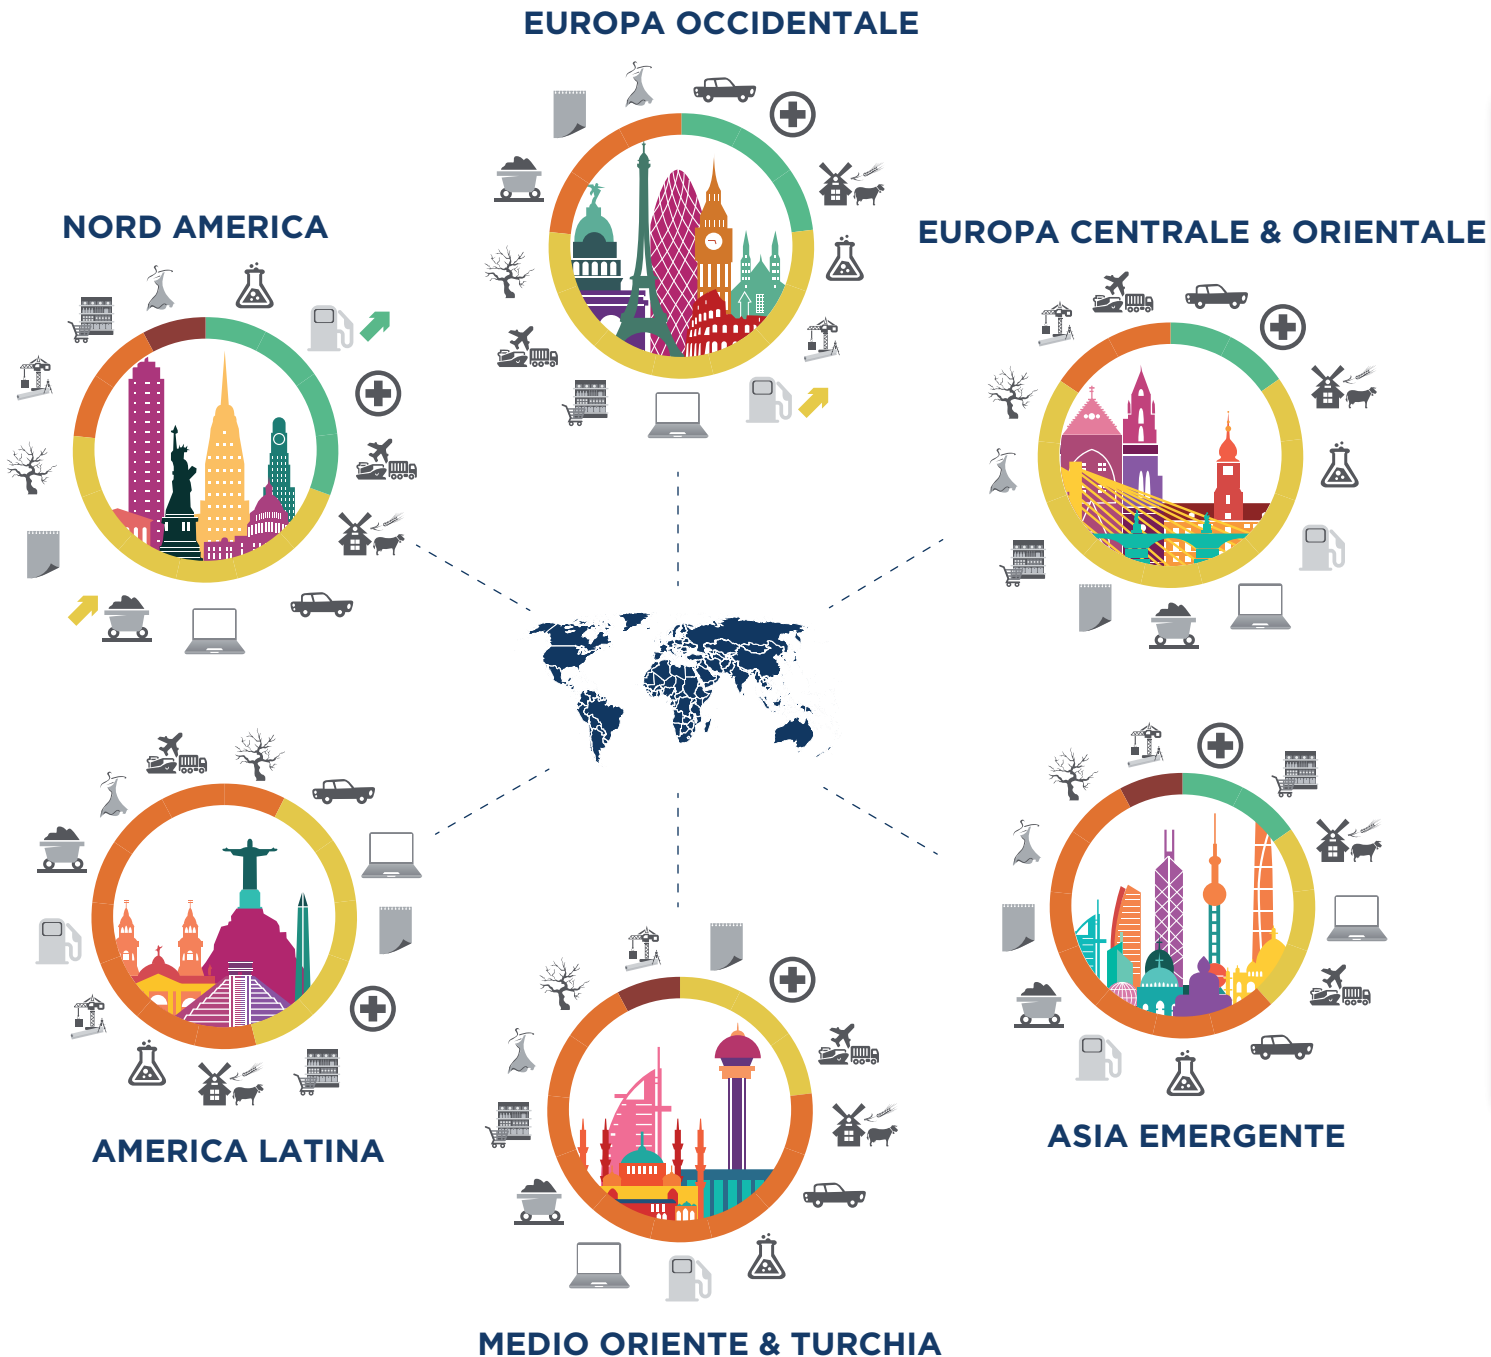 EUROPA OCCIDENTALE
NORD AMERICA
EUROPA CENTRALE & ORIENTALE
AMERICA LATINA
ASIA EMERGENTE
MEDIO ORIENTE & TURCHIA